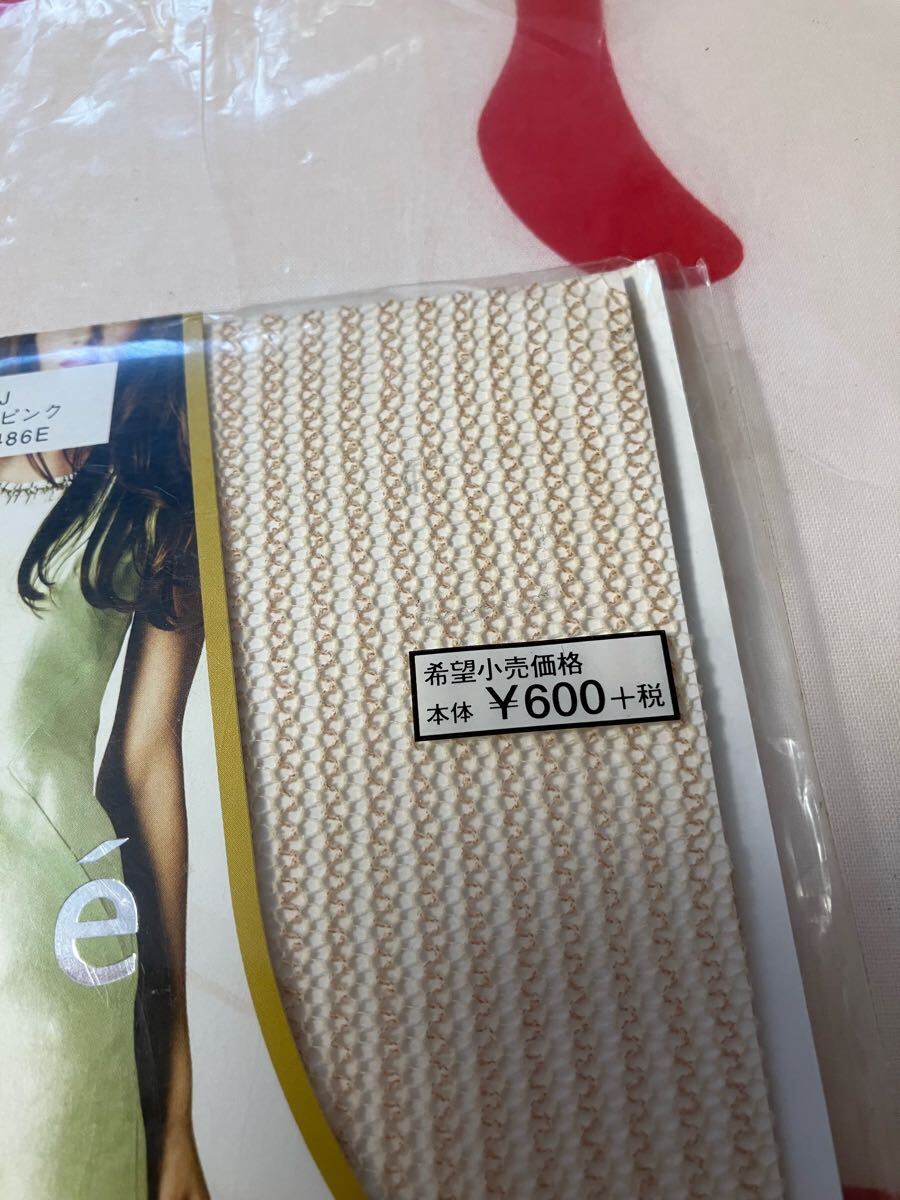 J
ピンク
486E
希望小売価格
本体 ¥600+税
é